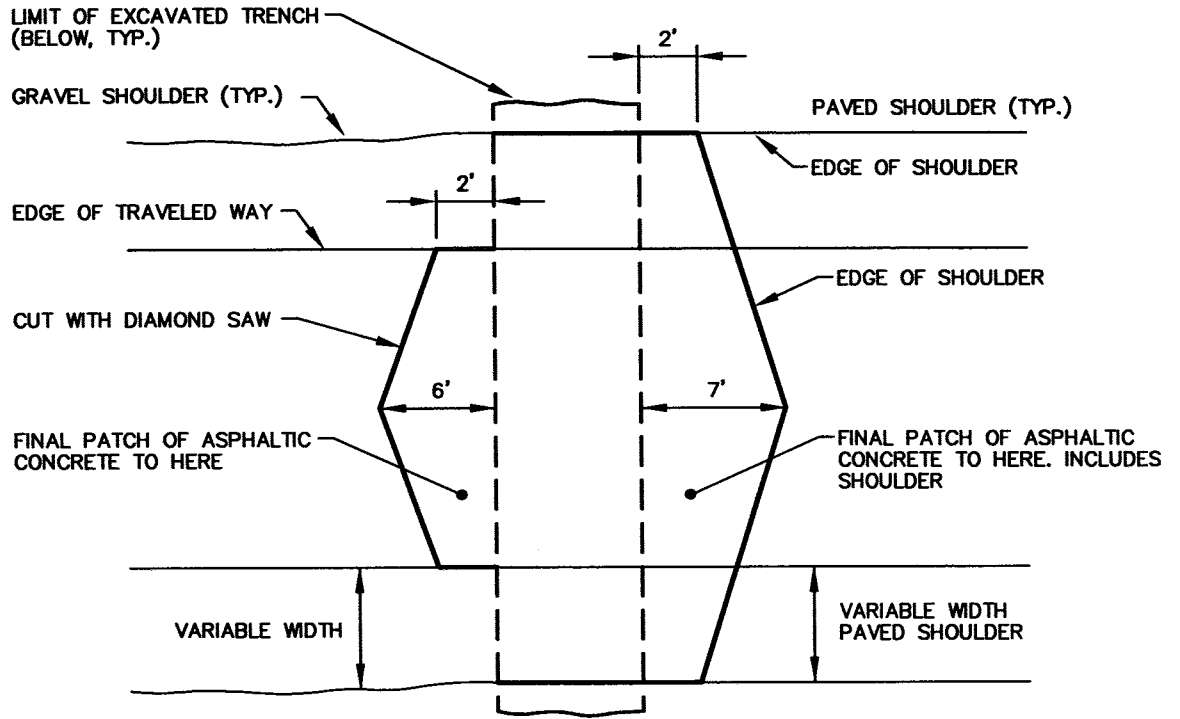 LIMIT OF EXCAVATED TRENCH
(BELOW, TYP.)
2'
GRAVEL SHOULDER (TYP.)
PAVED SHOULDER (TYP.)
EDGE OF SHOULDER
2'
EDGE OF TRAVELED WAY
EDGE OF SHOULDER
CUT WITH DIAMOND SAW
6'
7'
FINAL PATCH OF ASPHALTIC
CONCRETE TO HERE
FINAL PATCH OF ASPHALTIC
CONCRETE TO HERE. INCLUDES
SHOULDER
VARIABLE WIDTH
VARIABLE WIDTH
PAVED SHOULDER